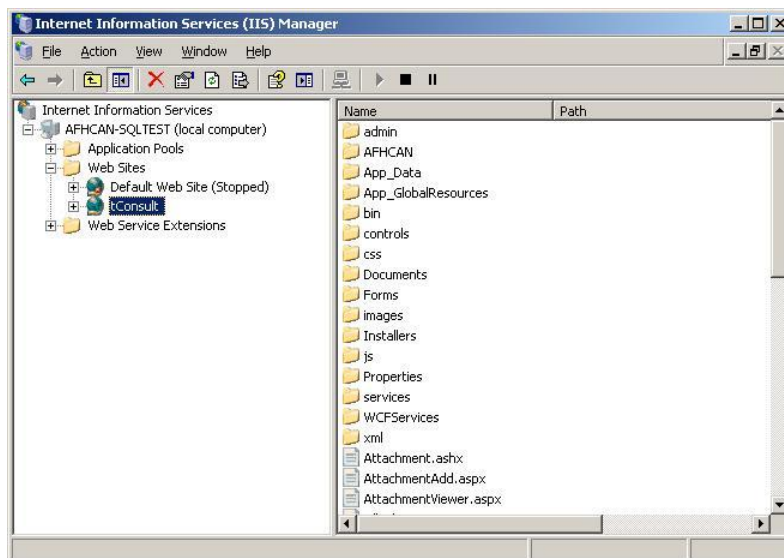 Internet Information Services (IIS) Manager
File Action View Window Help
Internet Information Services
AFHCAN-SQLTEST (local computer)
Application Pools
Web Sites
Default Web Site (Stopped)
tConsult
Web Service Extensions
Name Path
admin
AFHCAN
App_Data
App_GlobalResources
bin
controls
css
Documents
Forms
images
Installers
js
Properties
services
WCFServices
xml
Attachment.ashx
AttachmentAdd.aspx
AttachmentViewer.aspx